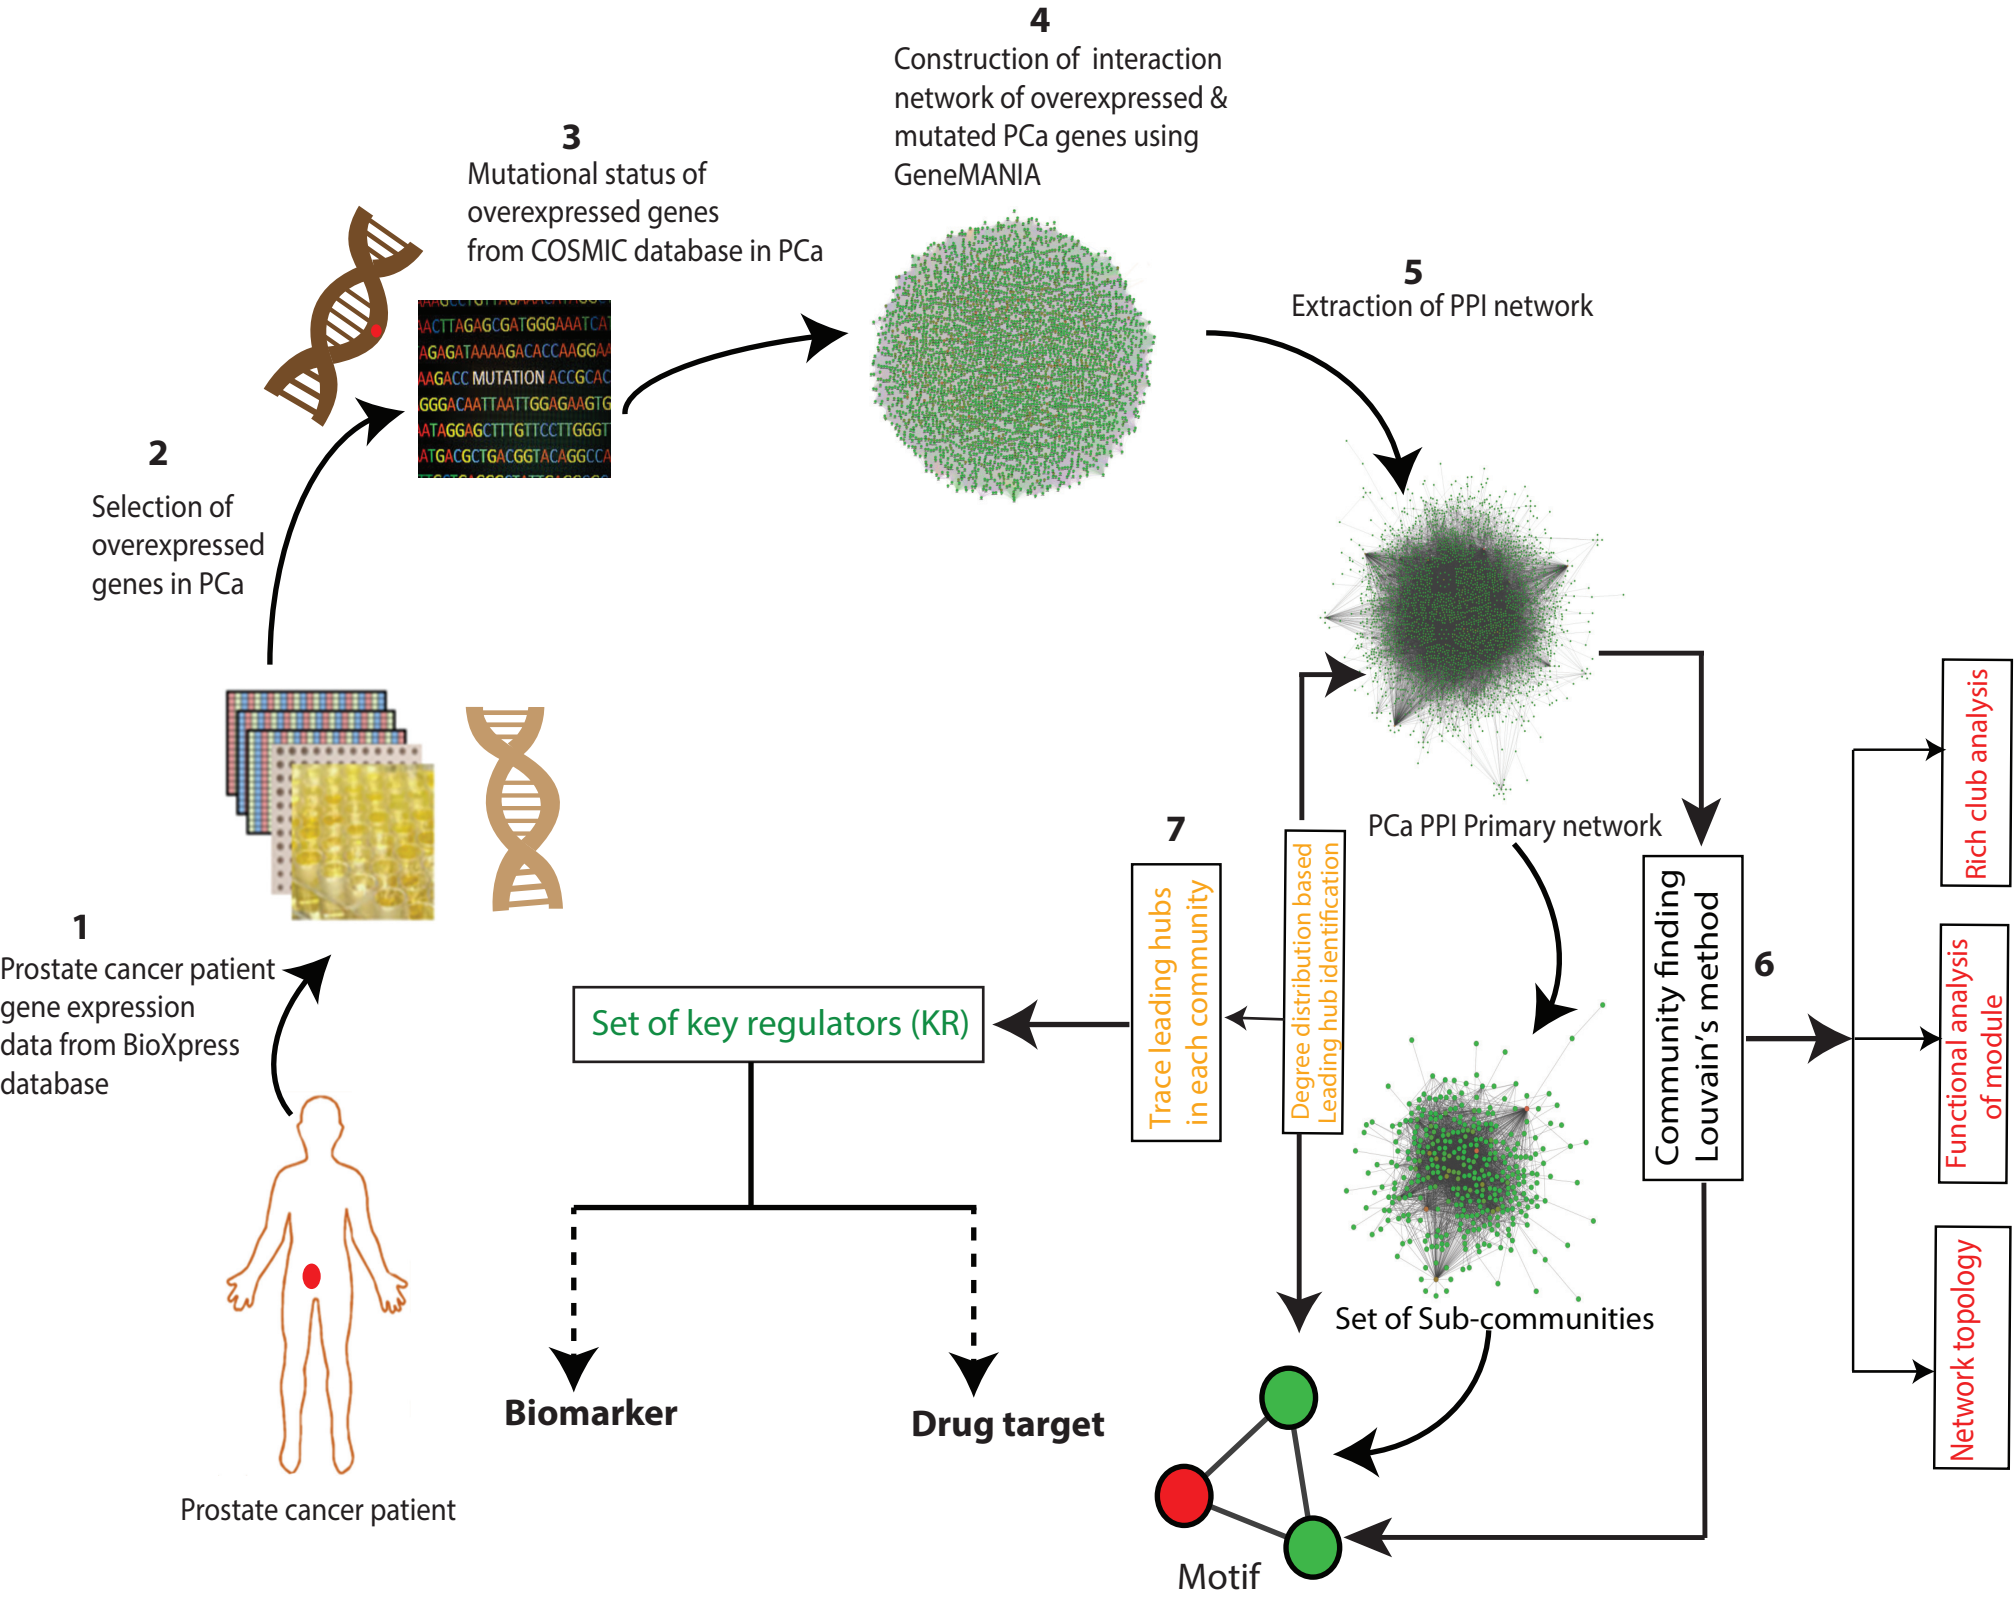 4
Construction of interaction
network of overexpressed &
mutated PCa genes using
GeneMANIA
3
Mutational status of
overexpressed genes
from COSMIC database in PCa
5
Extraction of PPI network
AACTTAGAGCGATGGGAAATCAT
AGAGATAAAAGACACCAAGGAA
AAGACC MUTATION ACCGCAC
GGGACAATTAATTGGAGAAGTG
AATAGGAGCTTTGTTCCTTGGGT
ATGACGCTGACGGTACAGGCCA
2
Selection of
overexpressed
genes in PCa
1
Prostate cancer patient
gene expression
data from BioXpress
database
Prostate cancer patient
PCa PPI Primary network
7
Trace leading hubs
in each community
Degree distribution based
Leading hub identification
Community finding
Louvain's method
6
Rich club analysis
Functional analysis
of module
Network topology
Set of key regulators (KR)
Biomarker
Drug target
Set of Sub-communities
Motif